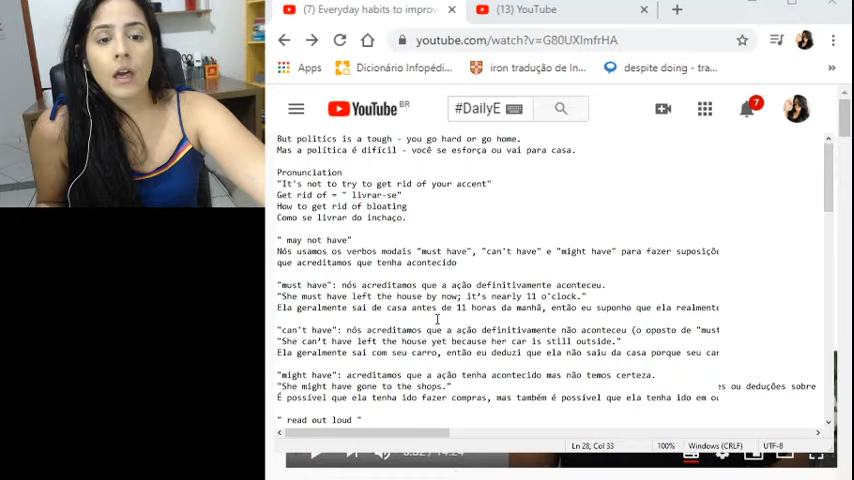 (7) Everyday habits to improv
(13) YouTube
youtube.com/watch?v=G80UXImfrHA
Apps
Dicionário Infopédi...
iron tradução de In...
despite doing - tra...
YouTube BR
#DailyE
7
But politics is a tough - you go hard or go home.
Mas a política é difícil - você se esforça ou vai para casa.
Pronunciation
"It's not to try to get rid of your accent"
Get rid of = " livrar-se"
How to get rid of bloating
Como se livrar do inchaço.
" may not have"
Nós usamos os verbos modais "must have", "can't have" e "might have" para fazer suposiçõe
que acreditamos que tenha acontecido
"must have": nós acreditamos que a ação definitivamente aconteceu.
"She must have left the house by now; it's nearly 11 o'clock."
Ela geralmente sai de casa antes de 11 horas da manhã, então eu suponho que ela realmente
"can't have": nós acreditamos que a ação definitivamente não aconteceu (o oposto de "must
"She can't have left the house yet because her car is still outside."
Ela geralmente sai com seu carro, então eu deduzi que ela não saiu da casa porque seu car
"might have": acreditamos que a ação tenha acontecido mas não temos certeza.
"She might have gone to the shops."
es ou deduções sobre
É possível que ela tenha ido fazer compras, mas também é possível que ela tenha ido em ou
" read out loud "
Ln 28, Col 33
100%
Windows (CRLF)
UTF-8